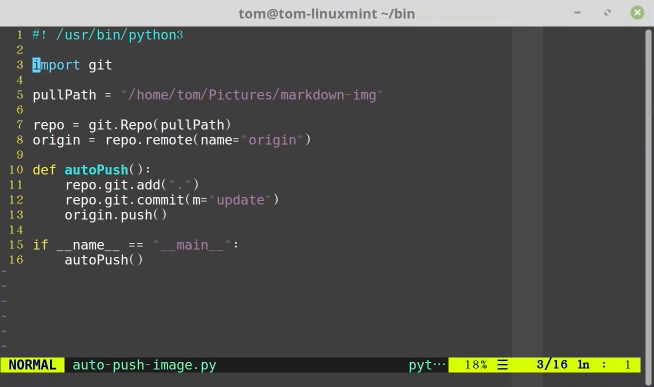 tom@tom-linuxmint ~/bin
1 #! /usr/bin/python3
2
3 import git
4
5 pullPath = "/home/tom/Pictures/markdown-img"
6
7 repo = git.Repo(pullPath)
8 origin = repo.remote(name="origin")
9
10 def autoPush():
11     repo.git.add(".")
12     repo.git.commit(m="update")
13     origin.push()
14
15 if __name__ == "__main__":
16     autoPush()
~
~
~
~
~
~
NORMAL auto-push-image.py pyt… 18% ☰ 3/16 ln : 1